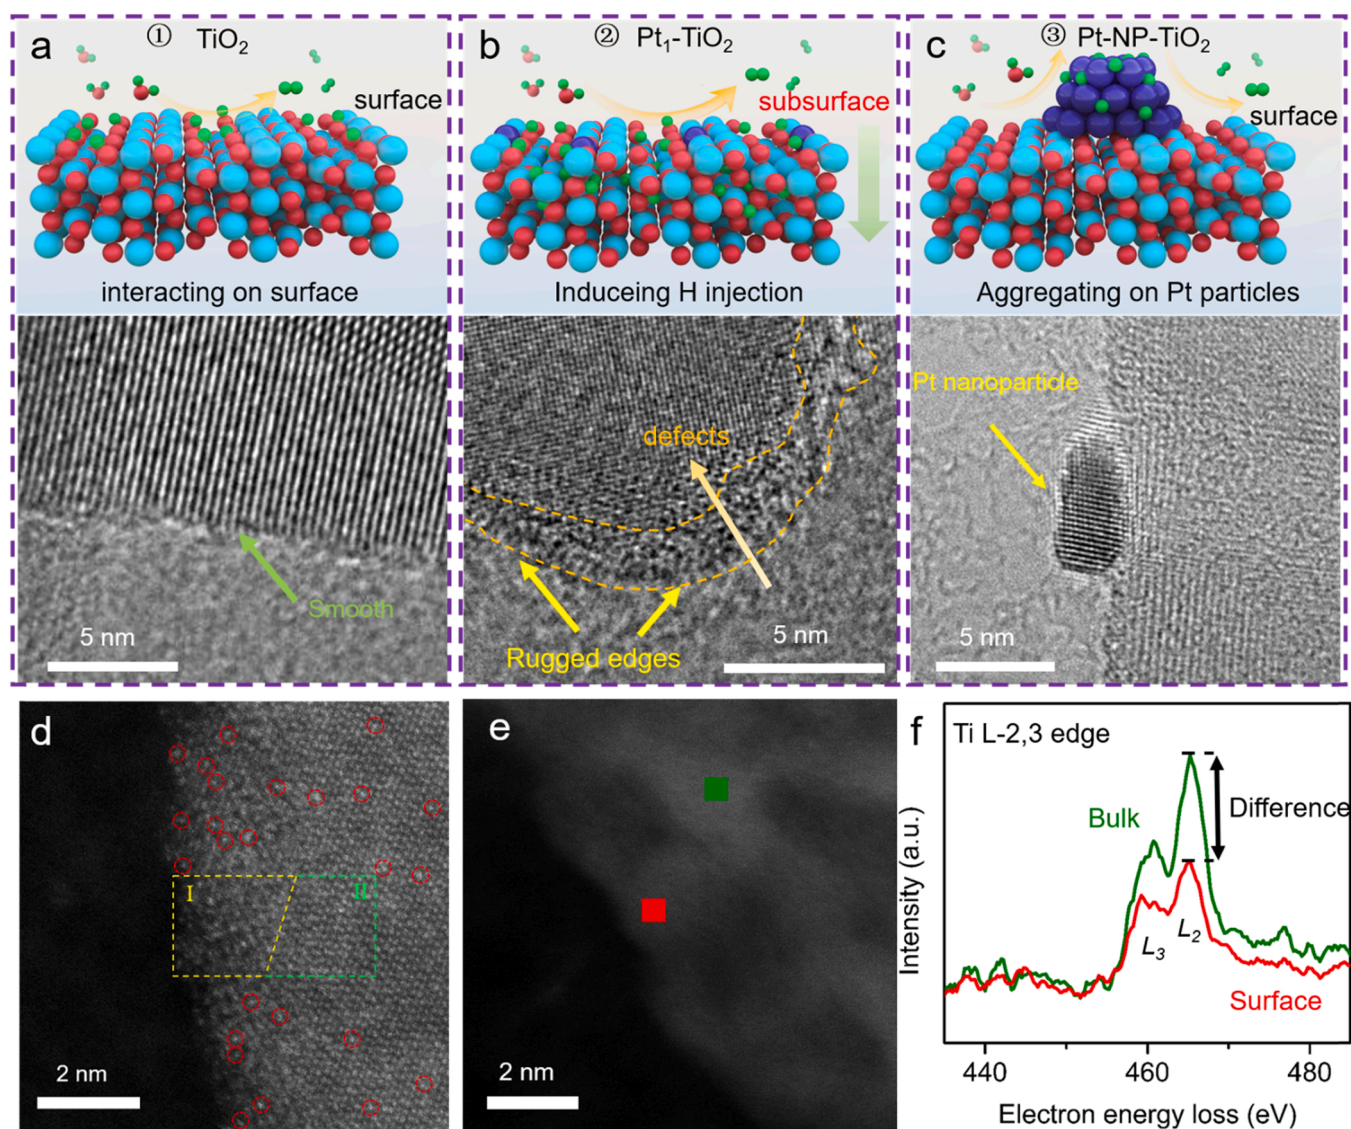 a
① TiO₂
surface
interacting on surface
Smooth
5 nm
b
② Pt₁-TiO₂
subsurface
Induceing H injection
defects
Rugged edges
5 nm
c
③ Pt-NP-TiO₂
surface
Aggregating on Pt particles
Pt nanoparticle
5 nm
d
I
II
2 nm
e
2 nm
f
Ti L-2,3 edge
Bulk
Difference
L₃
L₂
Surface
Intensity (a.u.)
440 460 480
Electron energy loss (eV)